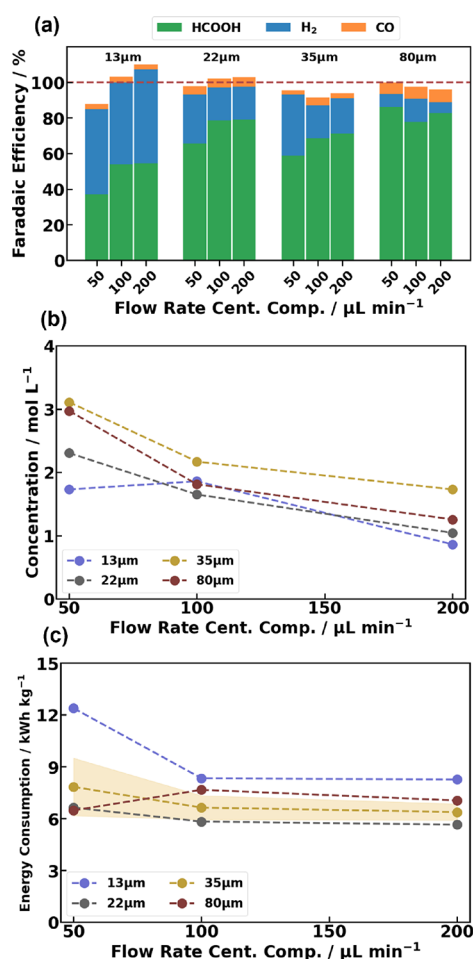 (a)
HCOOH H₂ CO
13μm 22μm 35μm 80μm
Faradaic Efficiency / %
100
80
60
40
20
0
50 100 200 50 100 200 50 100 200 50 100 200
Flow Rate Cent. Comp. / μL min⁻¹
(b)
Concentration / mol L⁻¹
4
3
2
1
0
13μm 35μm
22μm 80μm
50 100 150 200
Flow Rate Cent. Comp. / μL min⁻¹
(c)
Energy Consumption / kWh kg⁻¹
15
12
9
6
3
0
13μm 35μm
22μm 80μm
50 100 150 200
Flow Rate Cent. Comp. / μL min⁻¹